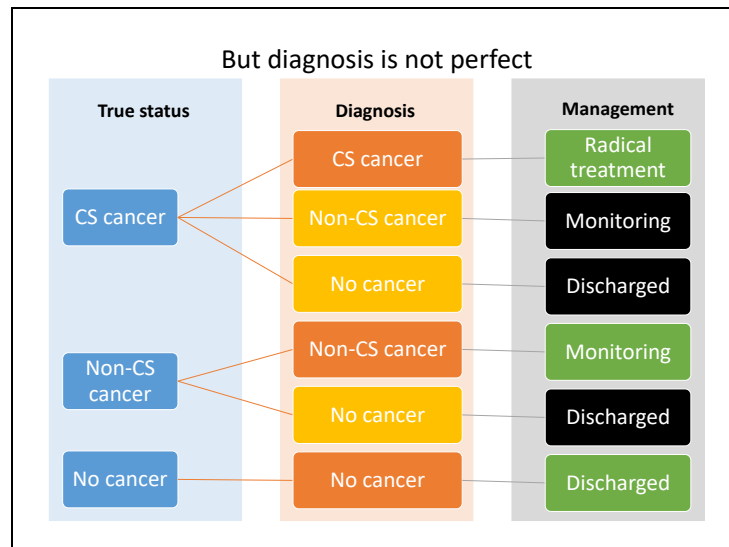 But diagnosis is not perfect
True status
Diagnosis
Management
CS cancer
CS cancer
Radical
treatment
Non-CS cancer
Monitoring
No cancer
Discharged
Non-CS
cancer
Non-CS cancer
Monitoring
No cancer
Discharged
No cancer
No cancer
Discharged